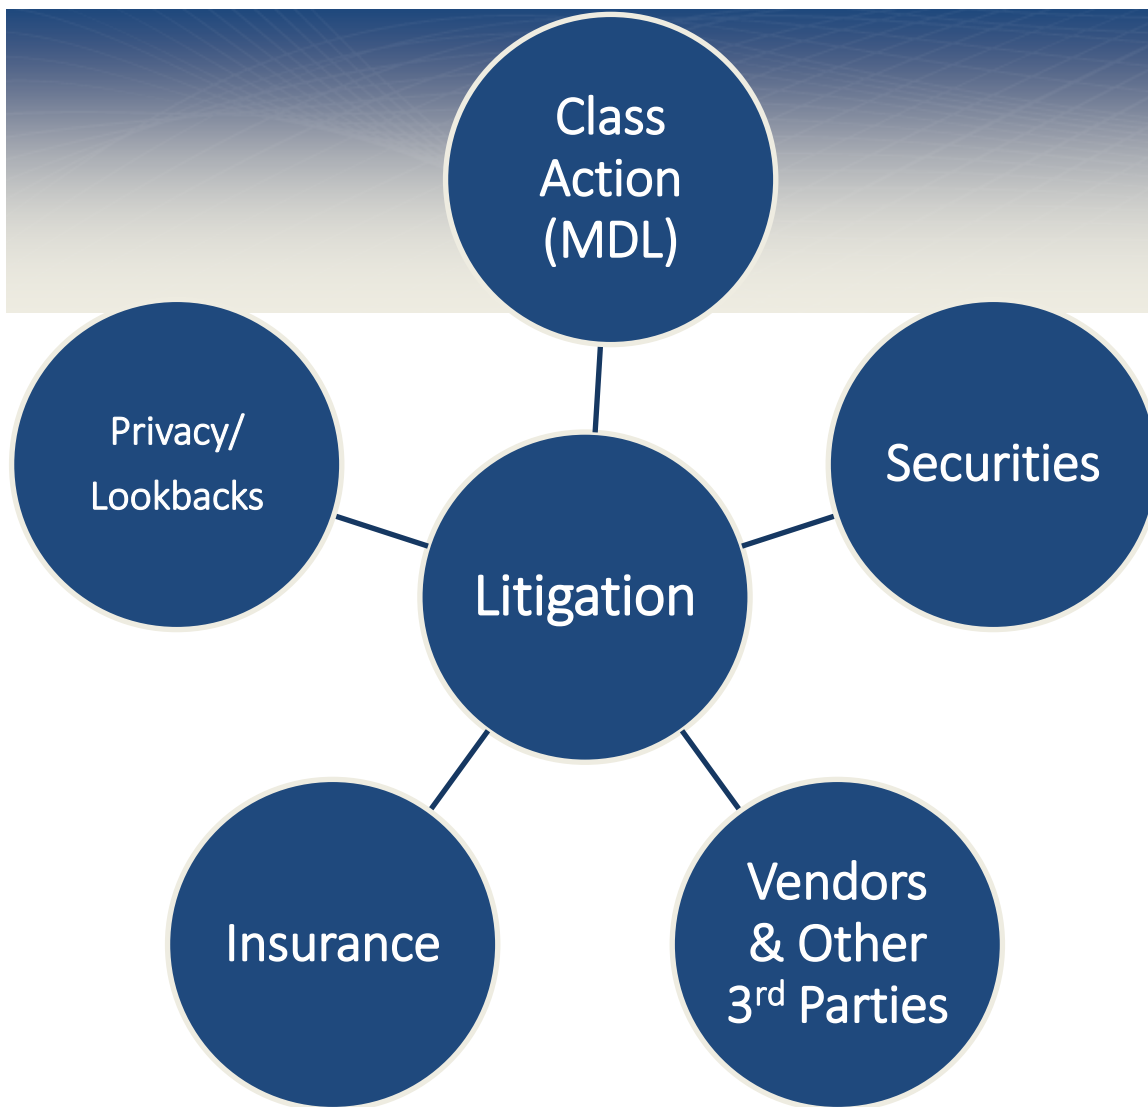 Class
Action
(MDL)
Privacy/
Lookbacks
Securities
Litigation
Insurance
Vendors
& Other
3rd Parties